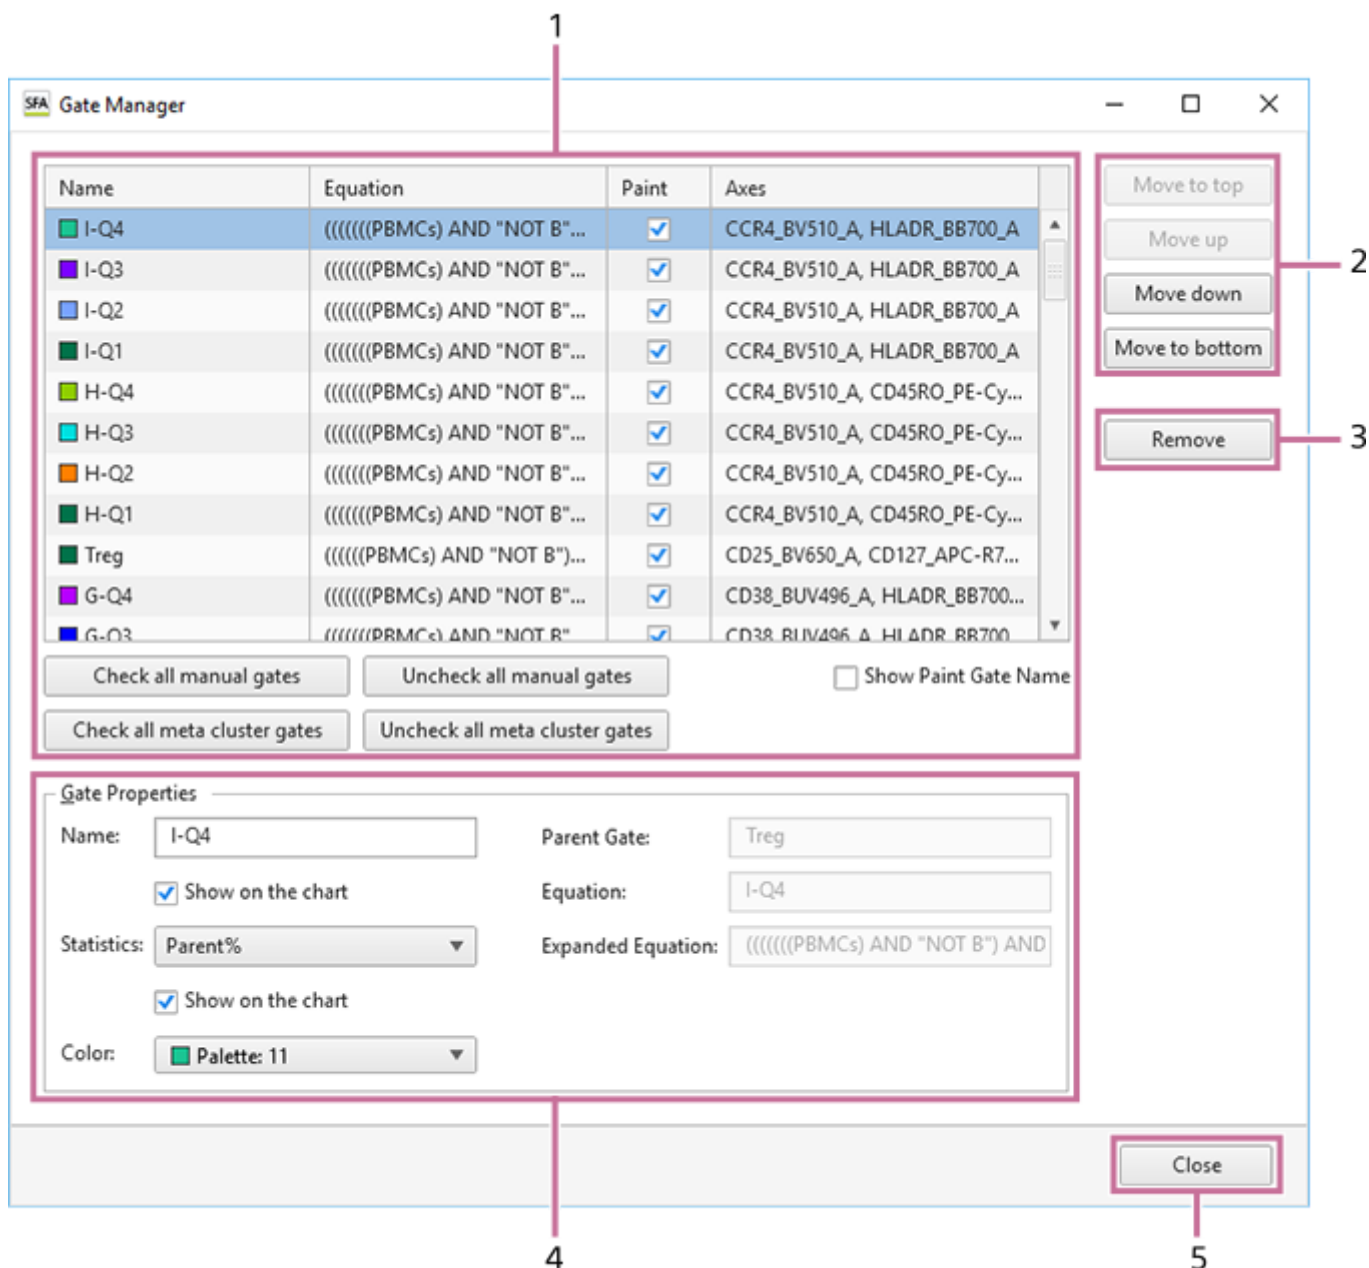 1
SFA Gate Manager
Name Equation Paint Axes
I-Q4 (((((((PBMCs) AND "NOT B"... CCR4_BV510_A, HLADR_BB700_A
I-Q3 (((((((PBMCs) AND "NOT B"... CCR4_BV510_A, HLADR_BB700_A
I-Q2 (((((((PBMCs) AND "NOT B"... CCR4_BV510_A, HLADR_BB700_A
I-Q1 (((((((PBMCs) AND "NOT B"... CCR4_BV510_A, HLADR_BB700_A
H-Q4 (((((((PBMCs) AND "NOT B"... CCR4_BV510_A, CD45RO_PE-Cy...
H-Q3 (((((((PBMCs) AND "NOT B"... CCR4_BV510_A, CD45RO_PE-Cy...
H-Q2 (((((((PBMCs) AND "NOT B"... CCR4_BV510_A, CD45RO_PE-Cy...
H-Q1 (((((((PBMCs) AND "NOT B"... CCR4_BV510_A, CD45RO_PE-Cy...
Treg ((((((PBMCs) AND "NOT B")... CD25_BV650_A, CD127_APC-R7...
G-Q4 (((((((PBMCs) AND "NOT B"... CD38_BUV496_A, HLADR_BB700...
G-Q3 (((((((PBMCs) AND "NOT B" CD38_BUV496_A, HLADR_BB700
Check all manual gates Uncheck all manual gates Show Paint Gate Name
Check all meta cluster gates Uncheck all meta cluster gates
Move to top
Move up
2
Move down
Move to bottom
Remove 3
Gate Properties
Name: I-Q4 Parent Gate: Treg
Show on the chart Equation: I-Q4
Statistics: Parent% Expanded Equation: (((((((PBMCs) AND "NOT B") AND
Show on the chart
Color: Palette: 11
Close
4 5